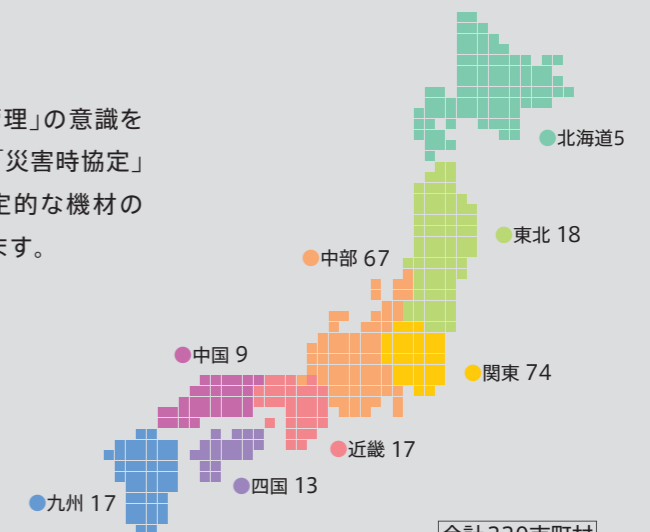 理」の意識を
「災害時協定」
定的な機材の
ます。
北海道5
東北 18
中部 67
中国 9
関東 74
近畿 17
四国 13
九州 17